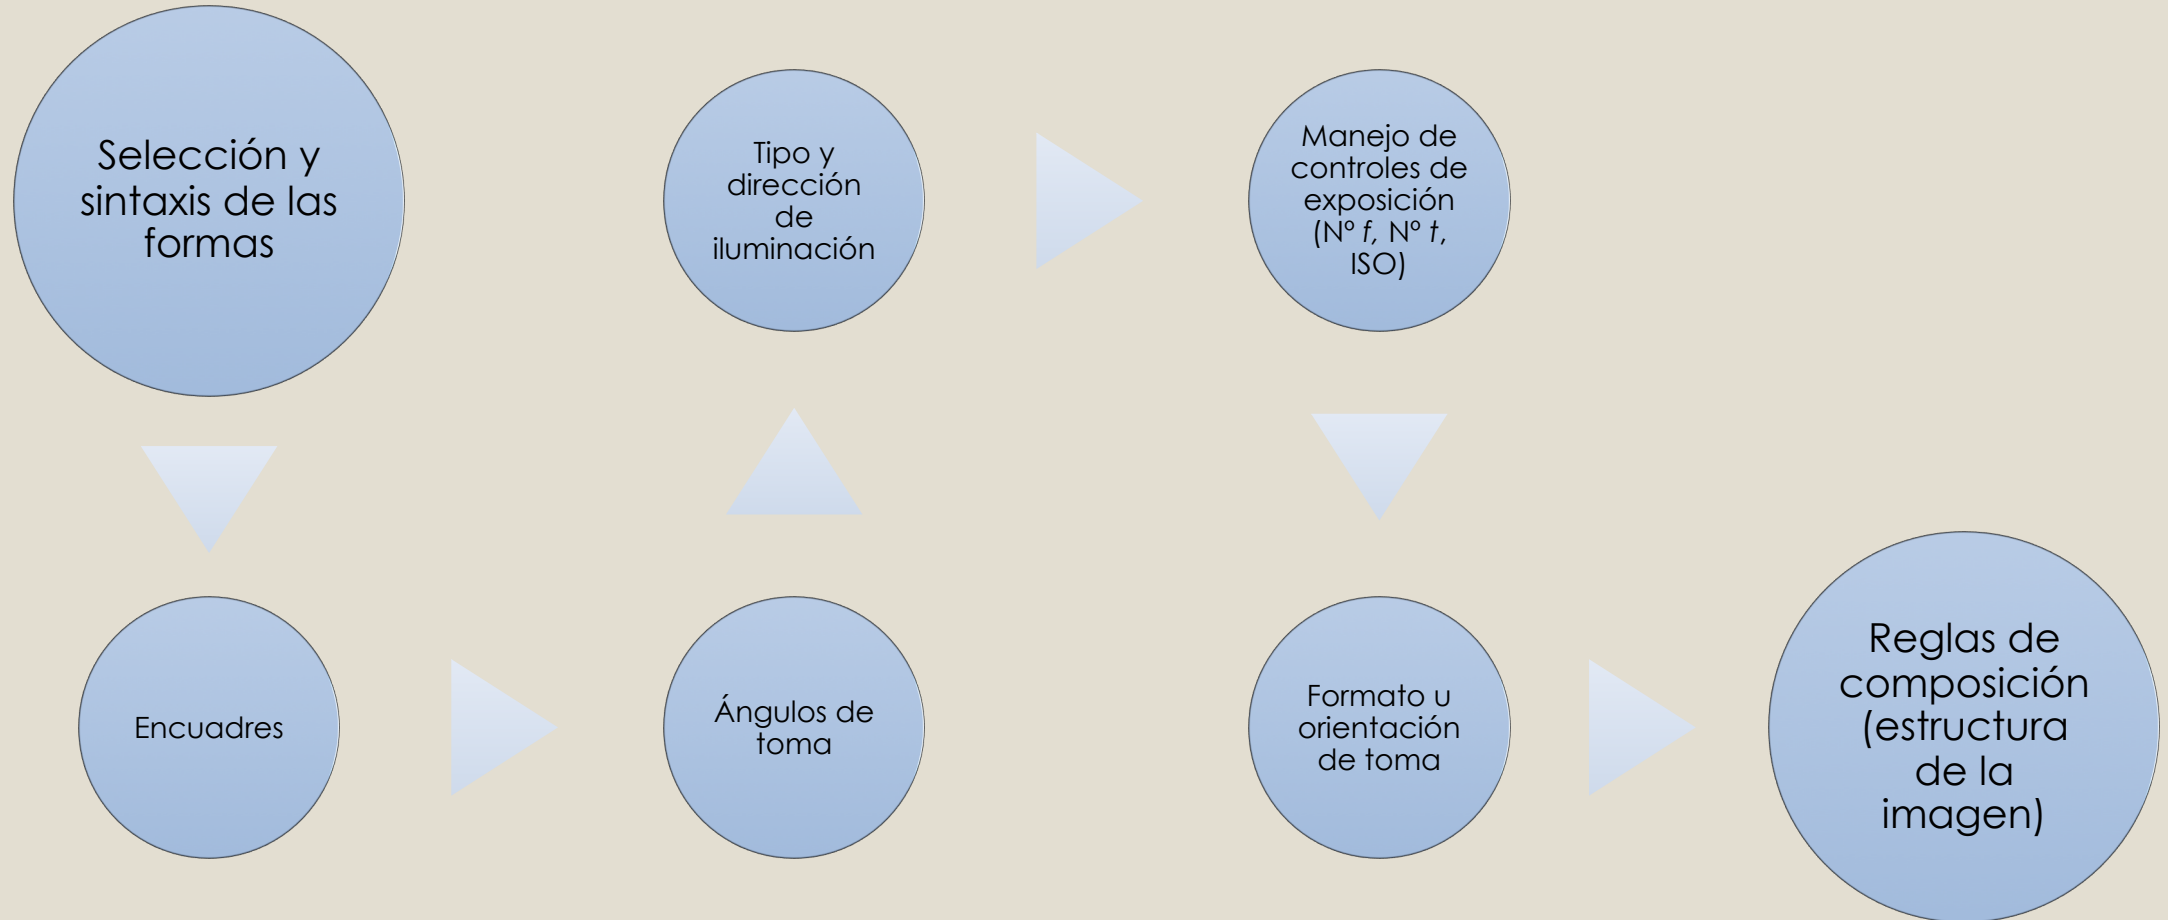 Selección y
sintaxis de las
formas
Encuadres
Ángulos de
toma
Tipo y
dirección
de
iluminación
Manejo de
controles de
exposición
(Nº f, Nº t,
ISO)
Formato u
orientación
de toma
Reglas de
composición
(estructura
de la
imagen)